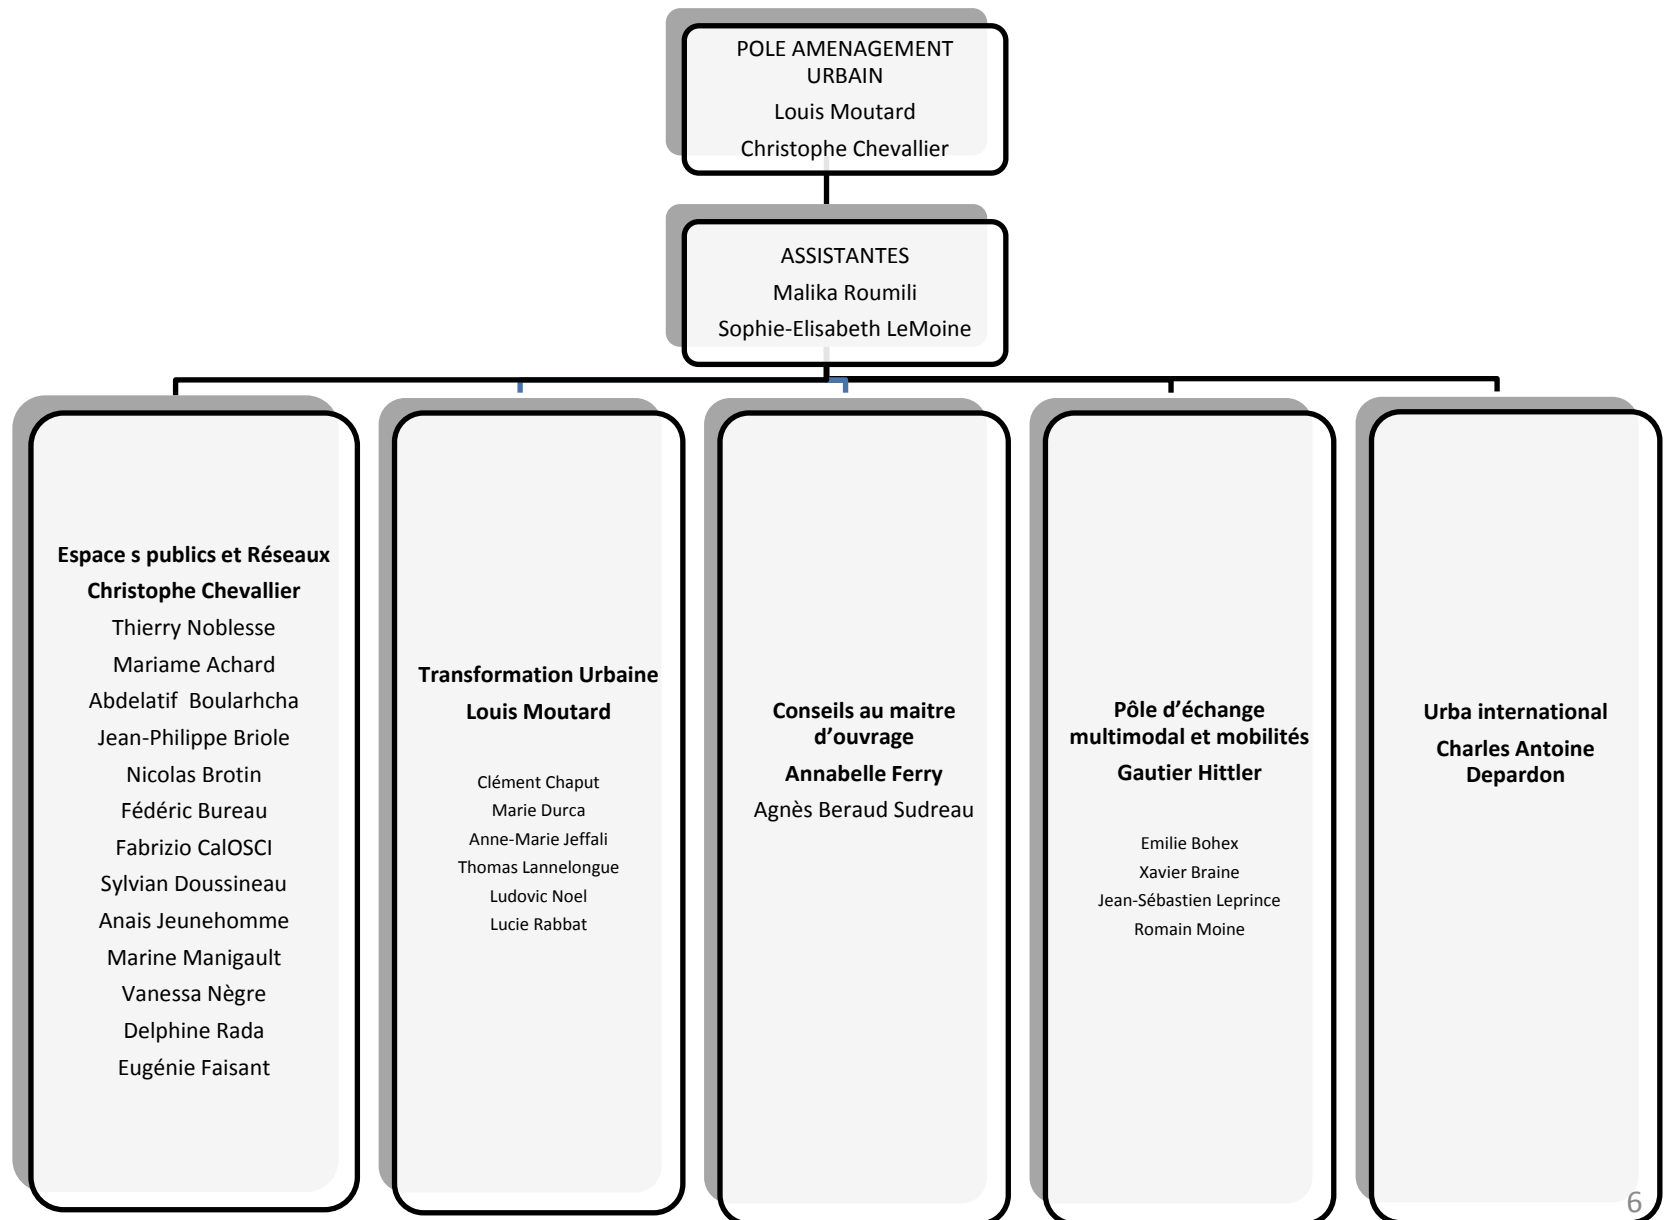 POLE AMENAGEMENT
URBAIN
Louis Moutard
Christophe Chevallier
ASSISTANTES
Malika Roumili
Sophie-Elisabeth LeMoine
Espace s publics et Réseaux
Christophe Chevallier
Thierry Noblesse
Mariame Achard
Abdelatif  Boularhcha
Jean-Philippe Briole
Nicolas Brotin
Fédéric Bureau
Fabrizio CalOSCI
Sylvian Doussineau
Anais Jeunehomme
Marine Manigault
Vanessa Nègre
Delphine Rada
Eugénie Faisant
Transformation Urbaine
Louis Moutard
Clément Chaput
Marie Durca
Anne-Marie Jeffali
Thomas Lannelongue
Ludovic Noel
Lucie Rabbat
Conseils au maitre
d’ouvrage
Annabelle Ferry
Agnès Beraud Sudreau
Pôle d’échange
multimodal et mobilités
Gautier Hittler
Emilie Bohex
Xavier Braine
Jean-Sébastien Leprince
Romain Moine
Urba international
Charles Antoine
Depardon
6